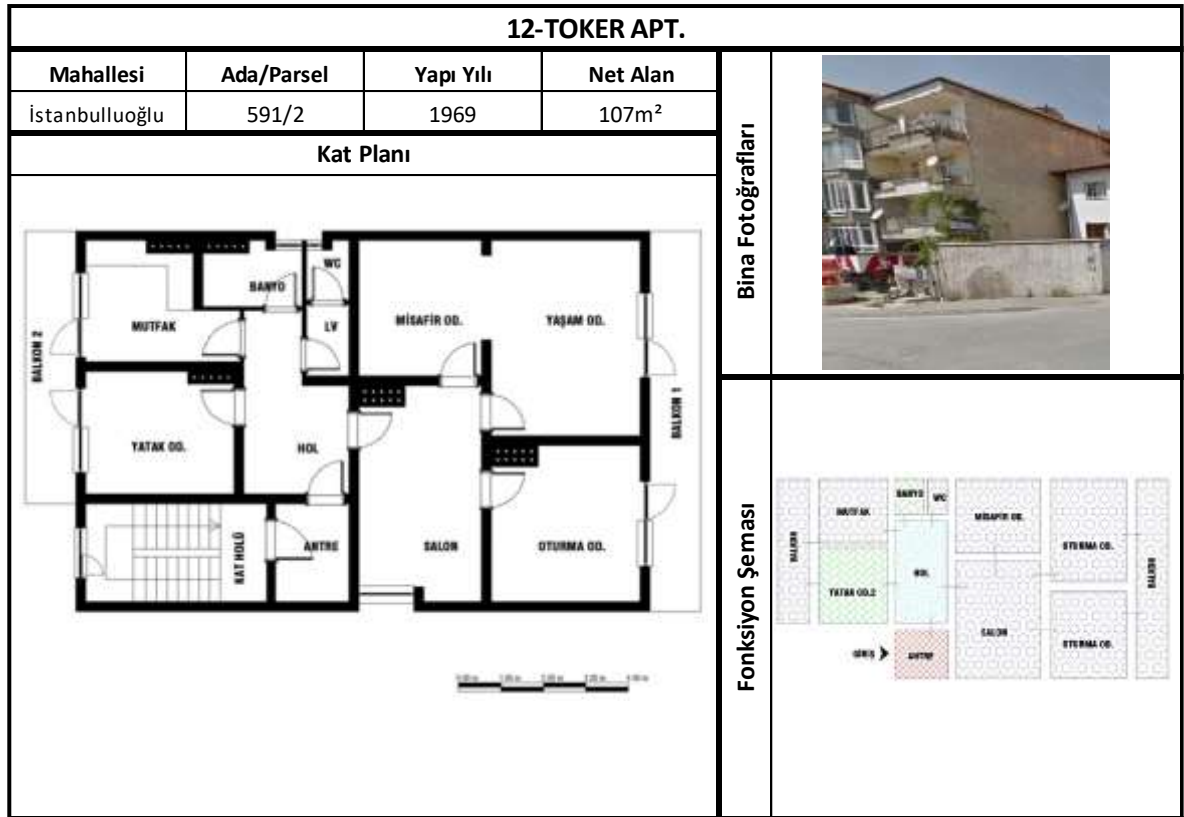 12-TOKER APT.
Mahallesi Ada/Parsel Yapı Yılı Net Alan
İstanbulluoğlu 591/2 1969 107m²
Kat Planı
BALKON 2
MUTFAK
BANYO
WC
LV
MİSAFİR OD.
YAŞAM OD.
BALKON 1
YATAK OD.
HOL
KAT HOLÜ
ANTRE
SALON
OTURMA OD.
Bina Fotoğrafları
Fonksiyon Şeması
BALKON
MUTFAK
BANYO
WC
MİSAFİR OD.
OTURMA OD.
BALKON
YATAK OD.2
HOL
SALON
OTURMA OD.
GİRİŞ
ANTRE